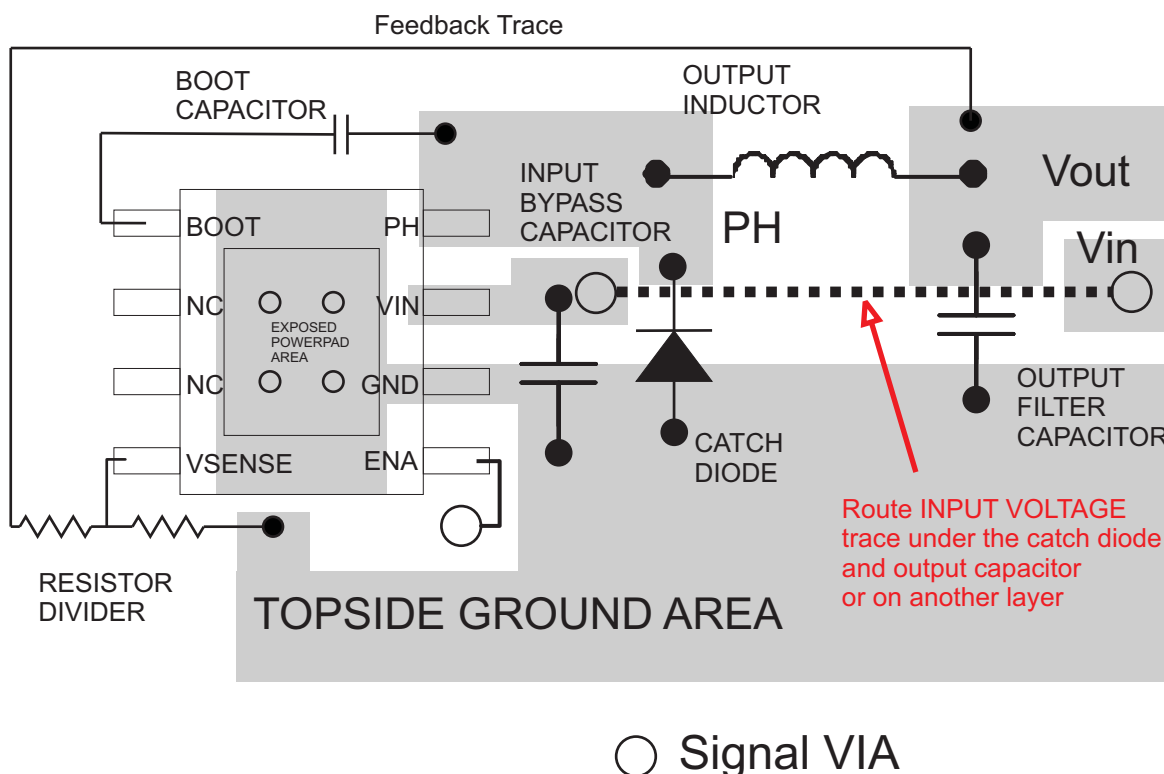 Feedback Trace
BOOT
CAPACITOR
OUTPUT
INDUCTOR
INPUT
BYPASS
CAPACITOR
Vout
PH
Vin
BOOT
PH
NC
VIN
EXPOSED
POWERPAD
AREA
NC
GND
VSENSE
ENA
CATCH
DIODE
OUTPUT
FILTER
CAPACITOR
Route INPUT VOLTAGE
trace under the catch diode
and output capacitor
or on another layer
RESISTOR
DIVIDER
TOPSIDE GROUND AREA
Signal VIA